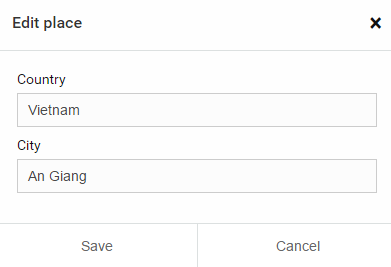 Edit place ×
Country
Vietnam
City
An Giang
Save Cancel